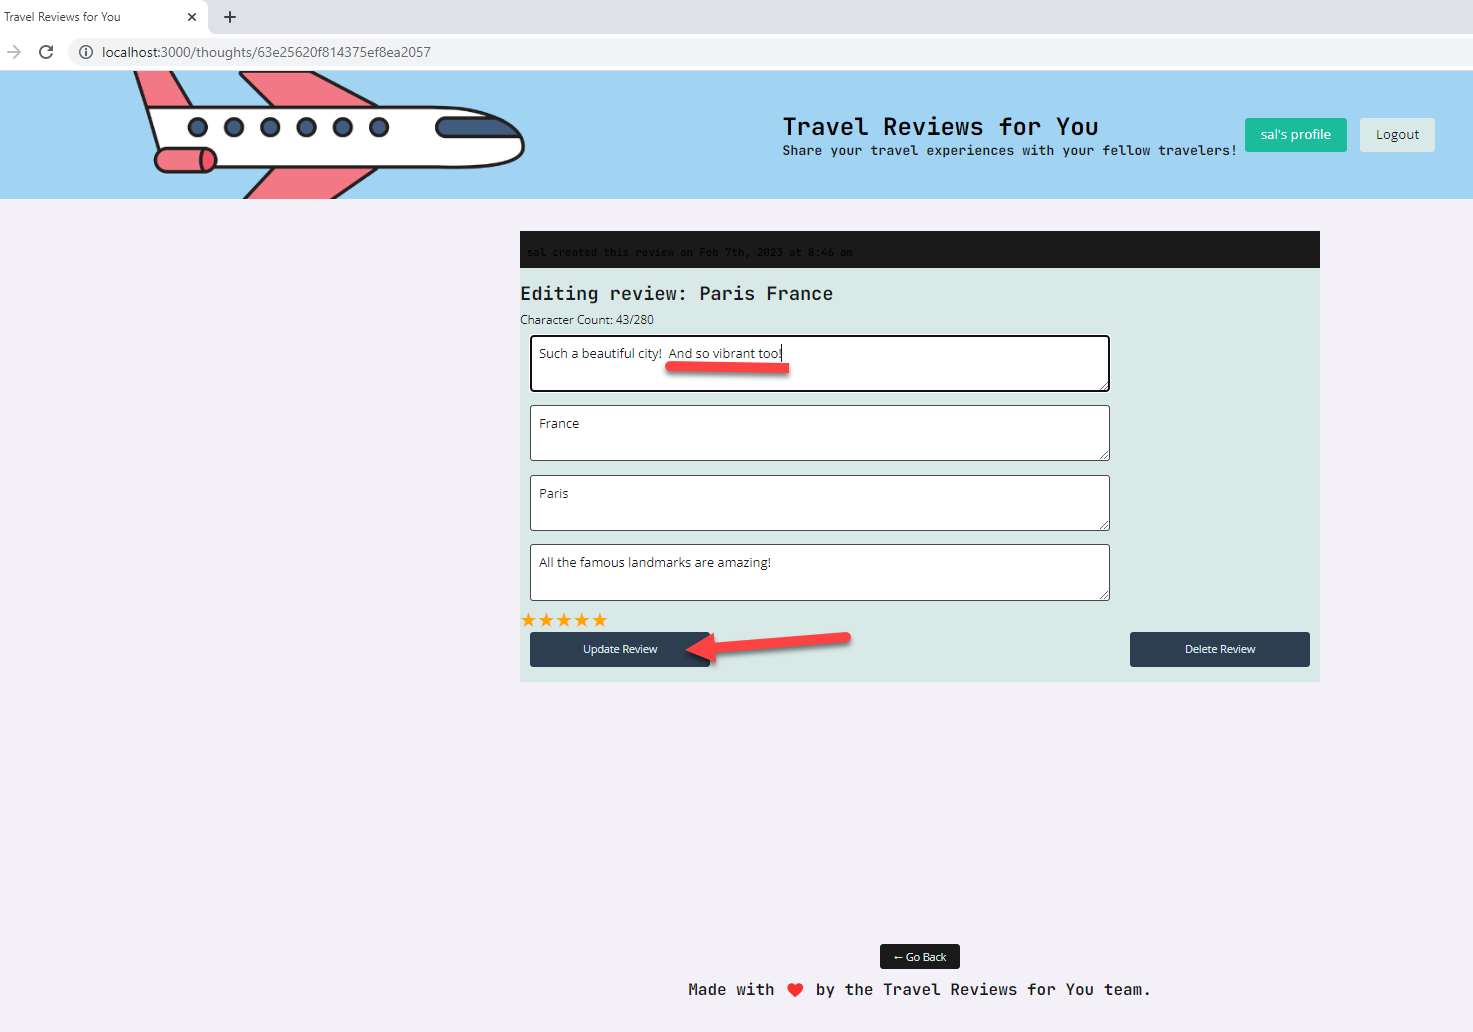 Travel Reviews for You
localhost:3000/thoughts/63e25620f814375ef8ea2057
Travel Reviews for You
Share your travel experiences with your fellow travelers!
sal's profile
Logout
sal created this review on Feb 7th, 2023 at 8:46 am
Editing review: Paris France
Character Count: 43/280
Such a beautiful city!  And so vibrant too!
France
Paris
All the famous landmarks are amazing!
★★★★★
Update Review
Delete Review
← Go Back
Made with ❤ by the Travel Reviews for You team.